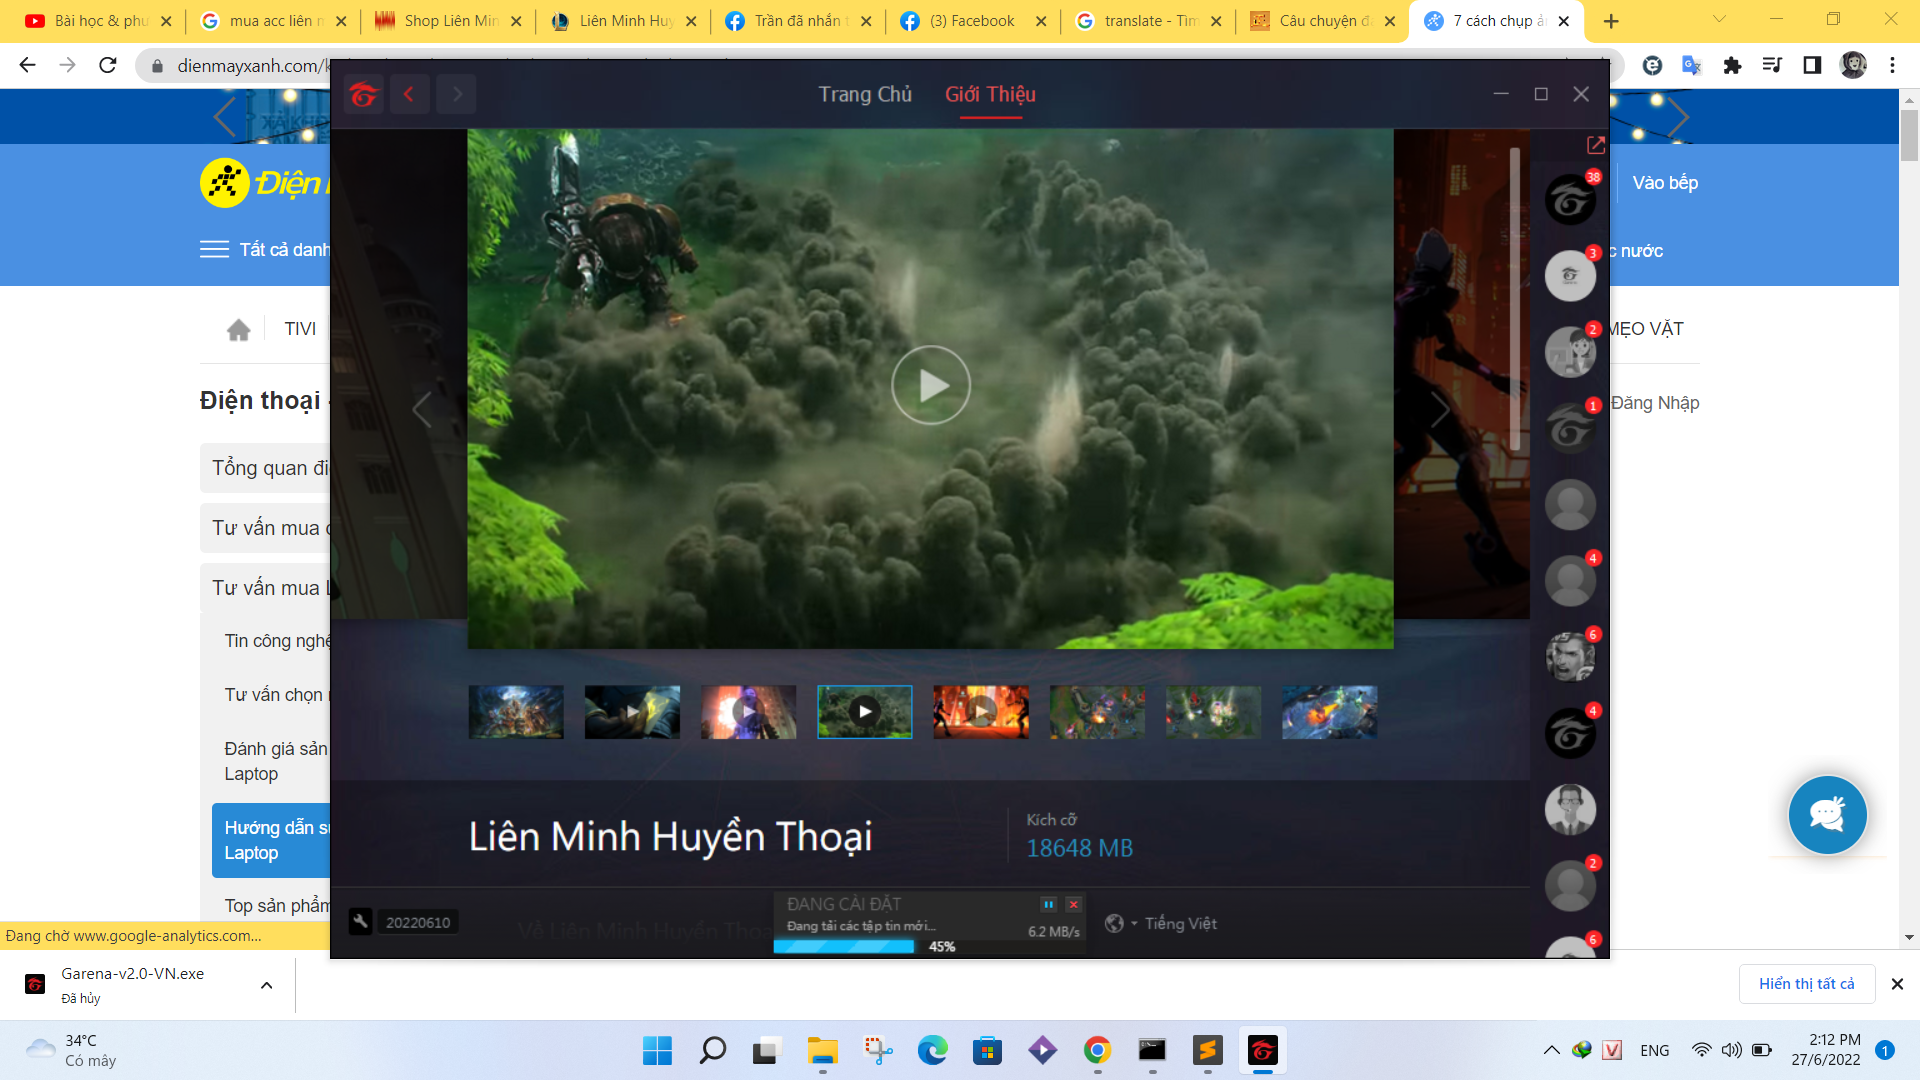 Bài học & phư
mua acc liên m
Shop Liên Min
Liên Minh Huy
Trần đã nhắn t
(3) Facebook
translate - Tìm
Câu chuyện đ
7 cách chụp ản
dienmayxanh.com/k
Điện
Vào bếp
Tất cả danh
c nước
TIVI
MẸO VẶT
Điện thoại -
Đăng Nhập
Tổng quan đi
Tư vấn mua
Tư vấn mua L
Tin công nghệ
Tư vấn chọn
Đánh giá sản
Laptop
Hướng dẫn s
Laptop
Top sản phẩm
Trang Chủ
Giới Thiệu
38
3
2
1
4
6
4
2
6
Liên Minh Huyền Thoại
Kích cỡ
18648 MB
20220610
Về Liên Minh Huyền Thoạ
ĐANG CÀI ĐẶT
Đang tải các tập tin mới...
6.2 MB/s
45%
Tiếng Việt
Đang chờ www.google-analytics.com...
Garena-v2.0-VN.exe
Đã hủy
Hiển thị tất cả
34°C
Có mây
ENG
2:12 PM
27/6/2022
1